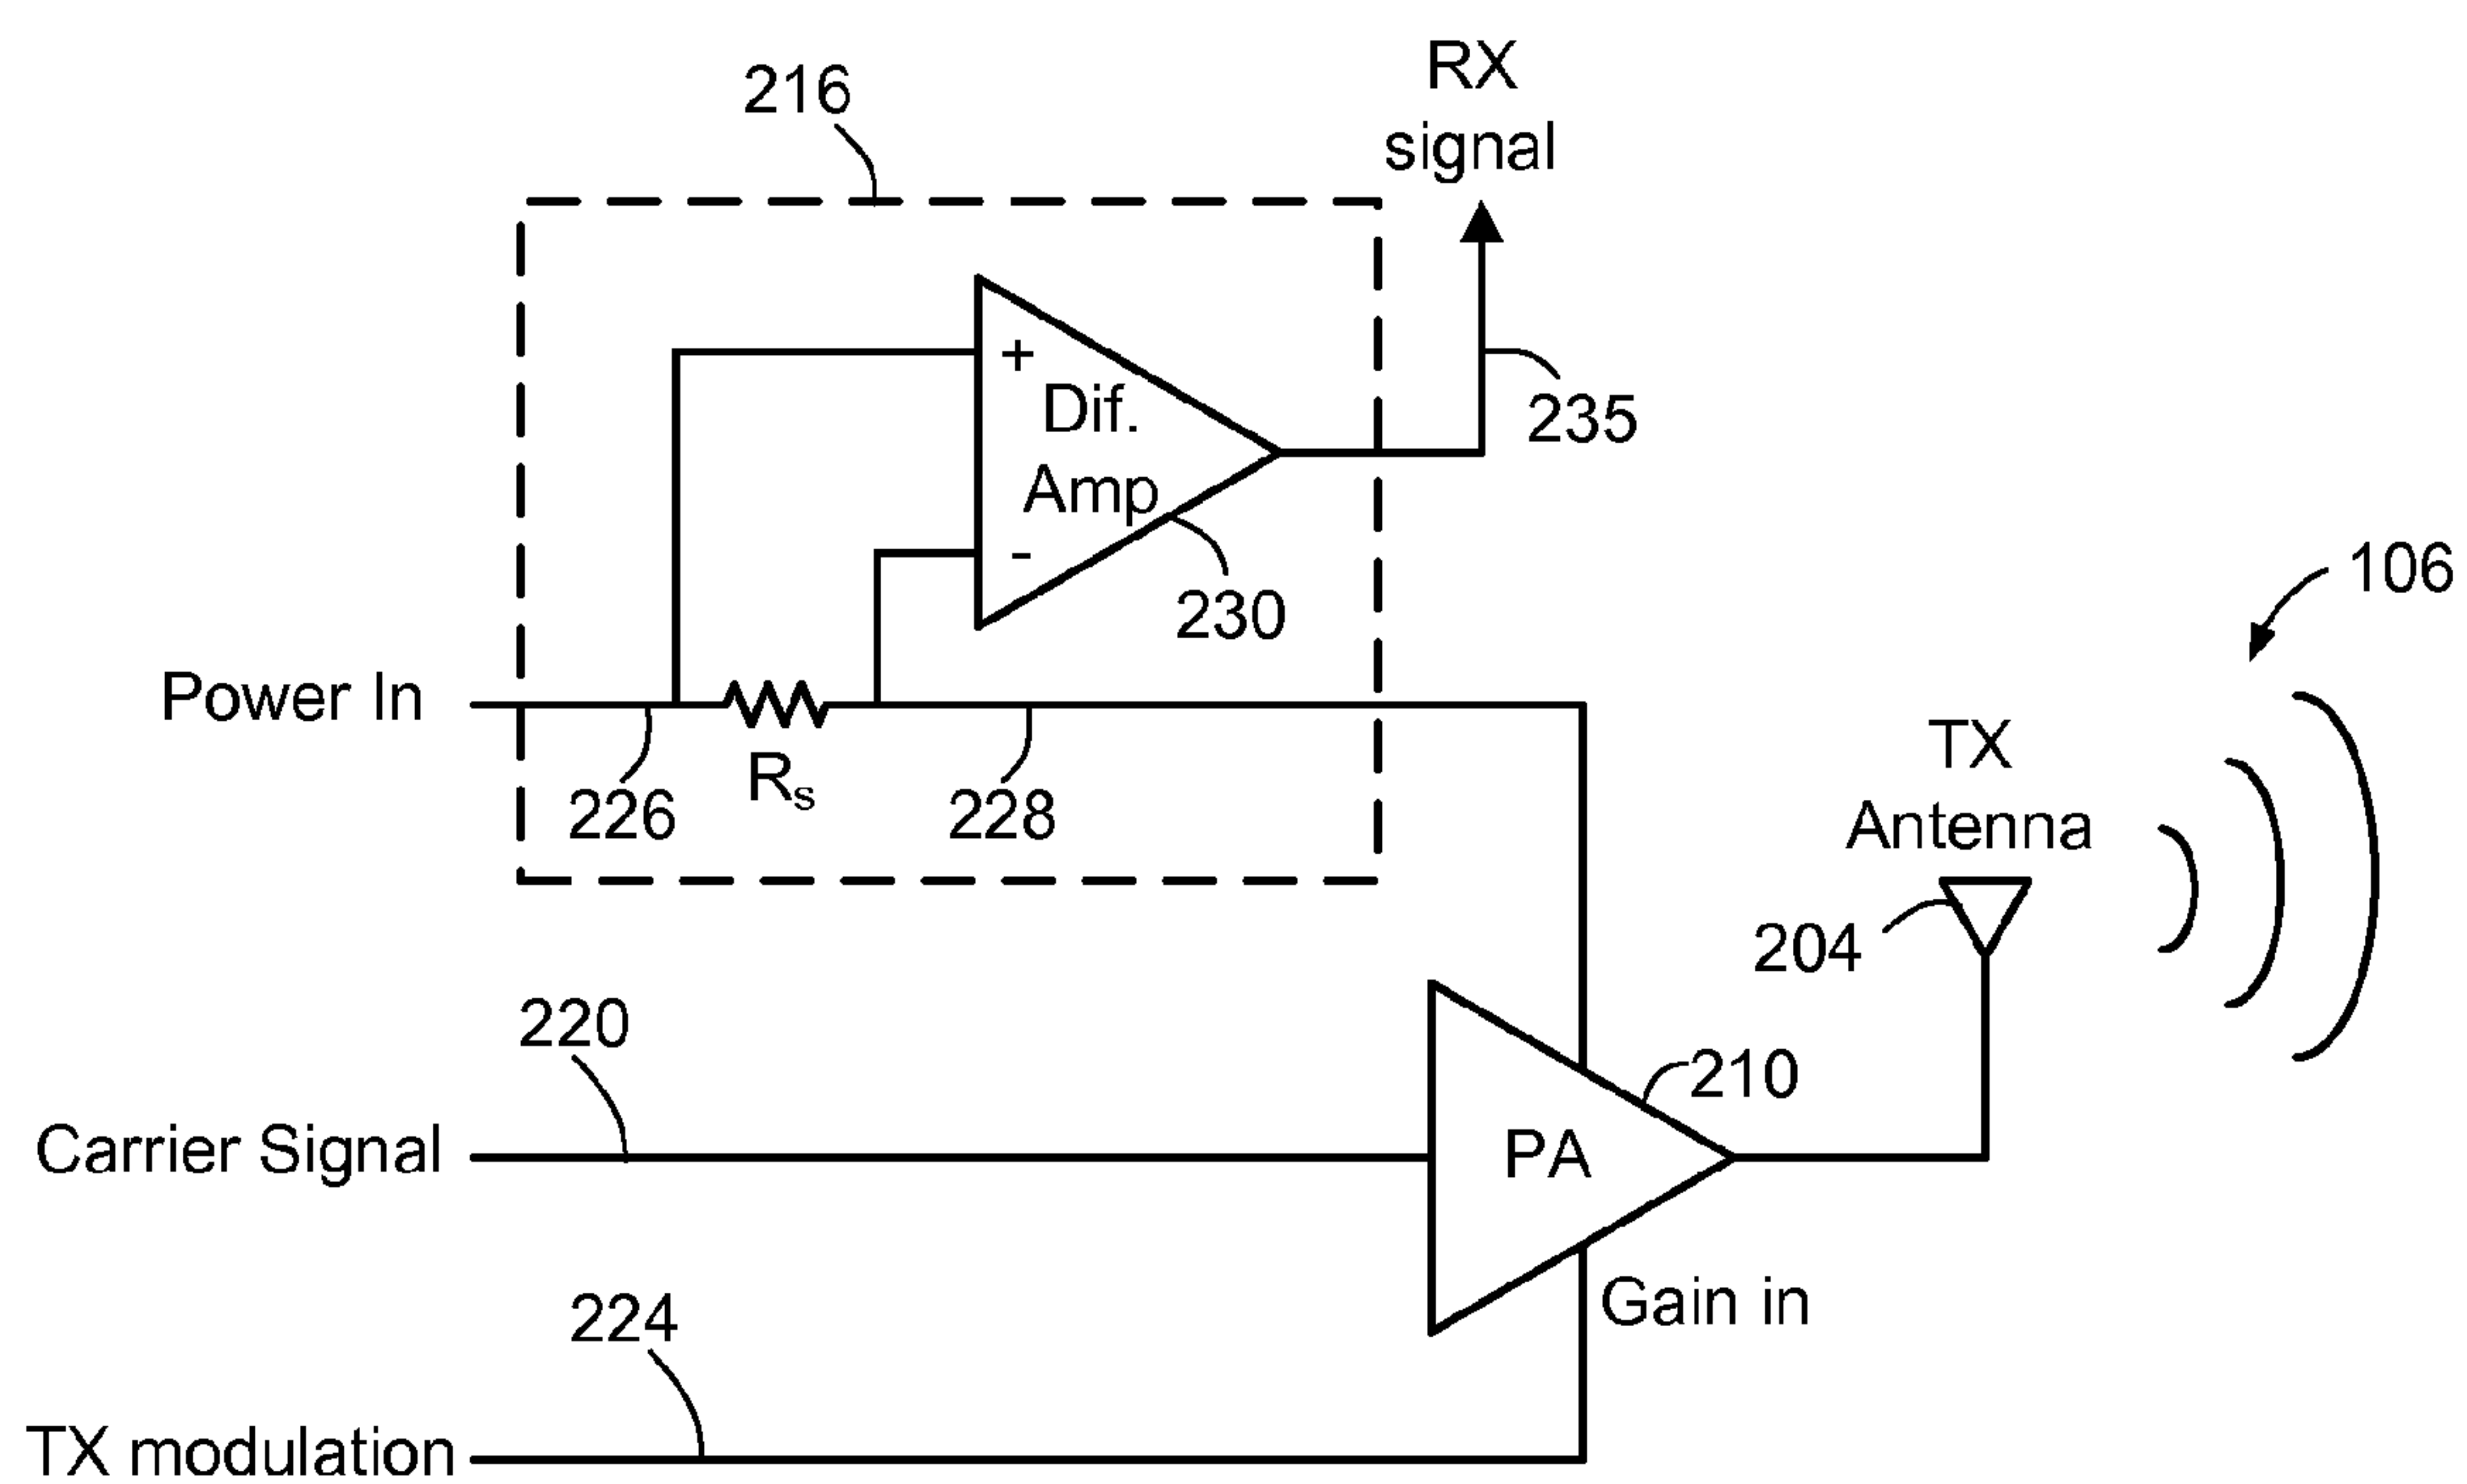 RX
signal
216
+
Dif.
Amp
-
235
230
106
Power In
Rs
226
228
TX
Antenna
204
220
210
Carrier Signal
PA
Gain in
224
TX modulation